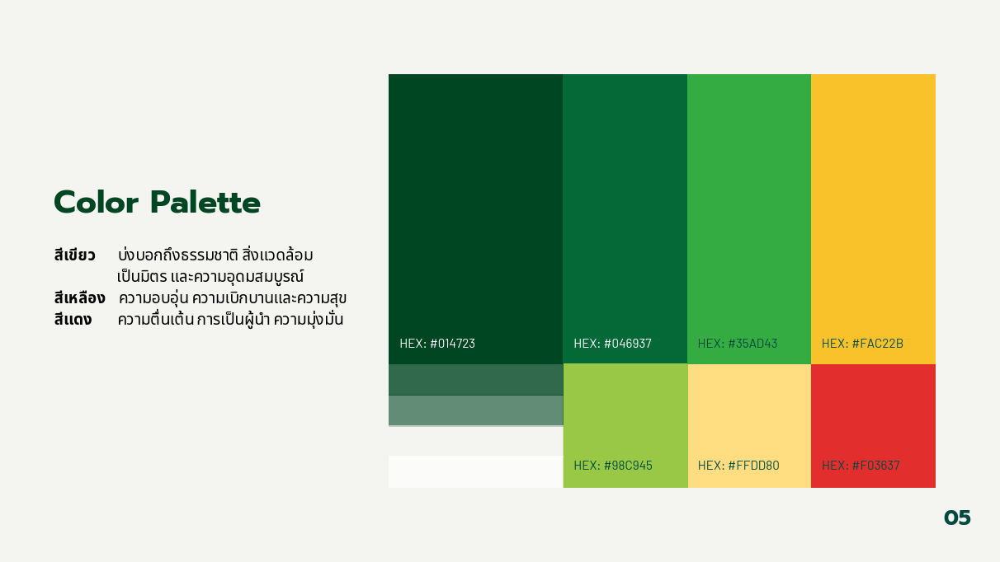 Color Palette
สีเขียว บ่งบอกถึงธรรมชาติ สิ่งแวดล้อม
เป็นมิตร และความอุดมสมบูรณ์
สีเหลือง ความอบอุ่น ความเบิกบานและความสุข
สีแดง ความตื่นเต้น การเป็นผู้นำ ความมุ่งมั่น
HEX: #014723
HEX: #046937
HEX: #35AD43
HEX: #FAC22B
HEX: #98C945
HEX: #FFDD80
HEX: #F03637
05